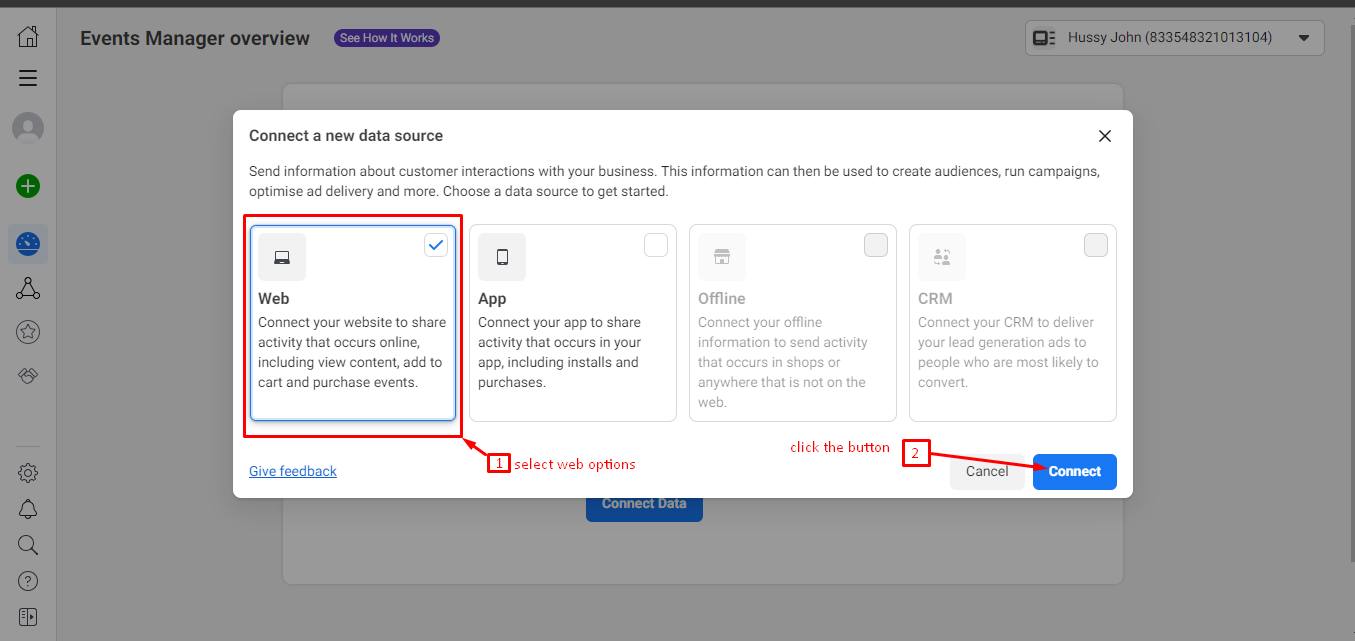 Events Manager overview
See How It Works
Hussy John (833548321013104)
Connect a new data source
Send information about customer interactions with your business. This information can then be used to create audiences, run campaigns,
optimise ad delivery and more. Choose a data source to get started.
Web
Connect your website to share
activity that occurs online,
including view content, add to
cart and purchase events.
App
Connect your app to share
activity that occurs in your
app, including installs and
purchases.
Offline
Connect your offline
information to send activity
that occurs in shops or
anywhere that is not on the
web.
CRM
Connect your CRM to deliver
your lead generation ads to
people who are most likely to
convert.
click the button
2
1
select web options
Give feedback
Cancel
Connect
Connect Data